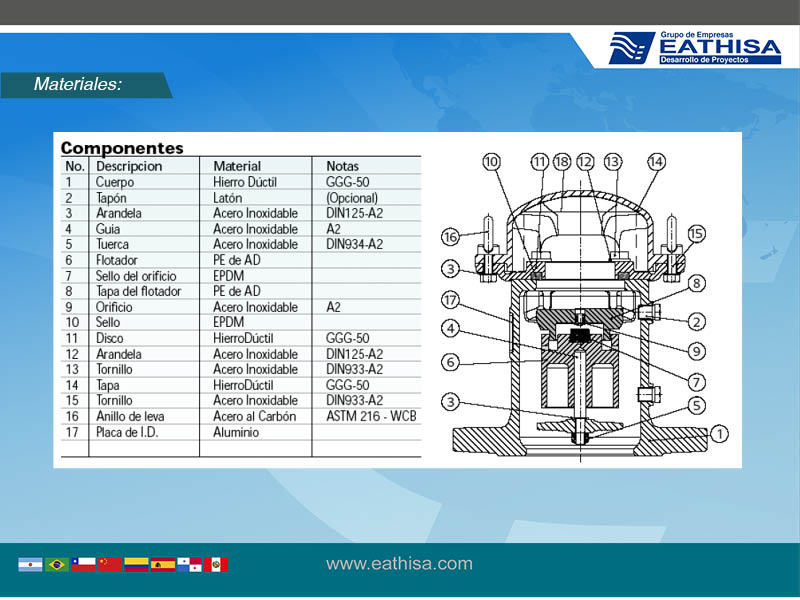 Grupo de Empresas
EATHISA
Desarrollo de Proyectos
Materiales:
Componentes
No. Descripcion Material Notas
1 Cuerpo Hierro Dúctil GGG-50
2 Tapón Latón (Opcional)
3 Arandela Acero Inoxidable DIN125-A2
4 Guia Acero Inoxidable A2
5 Tuerca Acero Inoxidable DIN934-A2
6 Flotador PE de AD
7 Sello del orificio EPDM
8 Tapa del flotador PE de AD
9 Orificio Acero Inoxidable A2
10 Sello EPDM
11 Disco HierroDúctil GGG-50
12 Arandela Acero Inoxidable DIN125-A2
13 Tornillo Acero Inoxidable DIN933-A2
14 Tapa HierroDúctil GGG-50
15 Tornillo Acero Inoxidable DIN933-A2
16 Anillo de leva Acero al Carbón ASTM 216 - WCB
17 Placa de I.D. Aluminio
10 11 18 12 13 14
16 15
3
8
17
2
4
9
6
7
3
5
1
www.eathisa.com